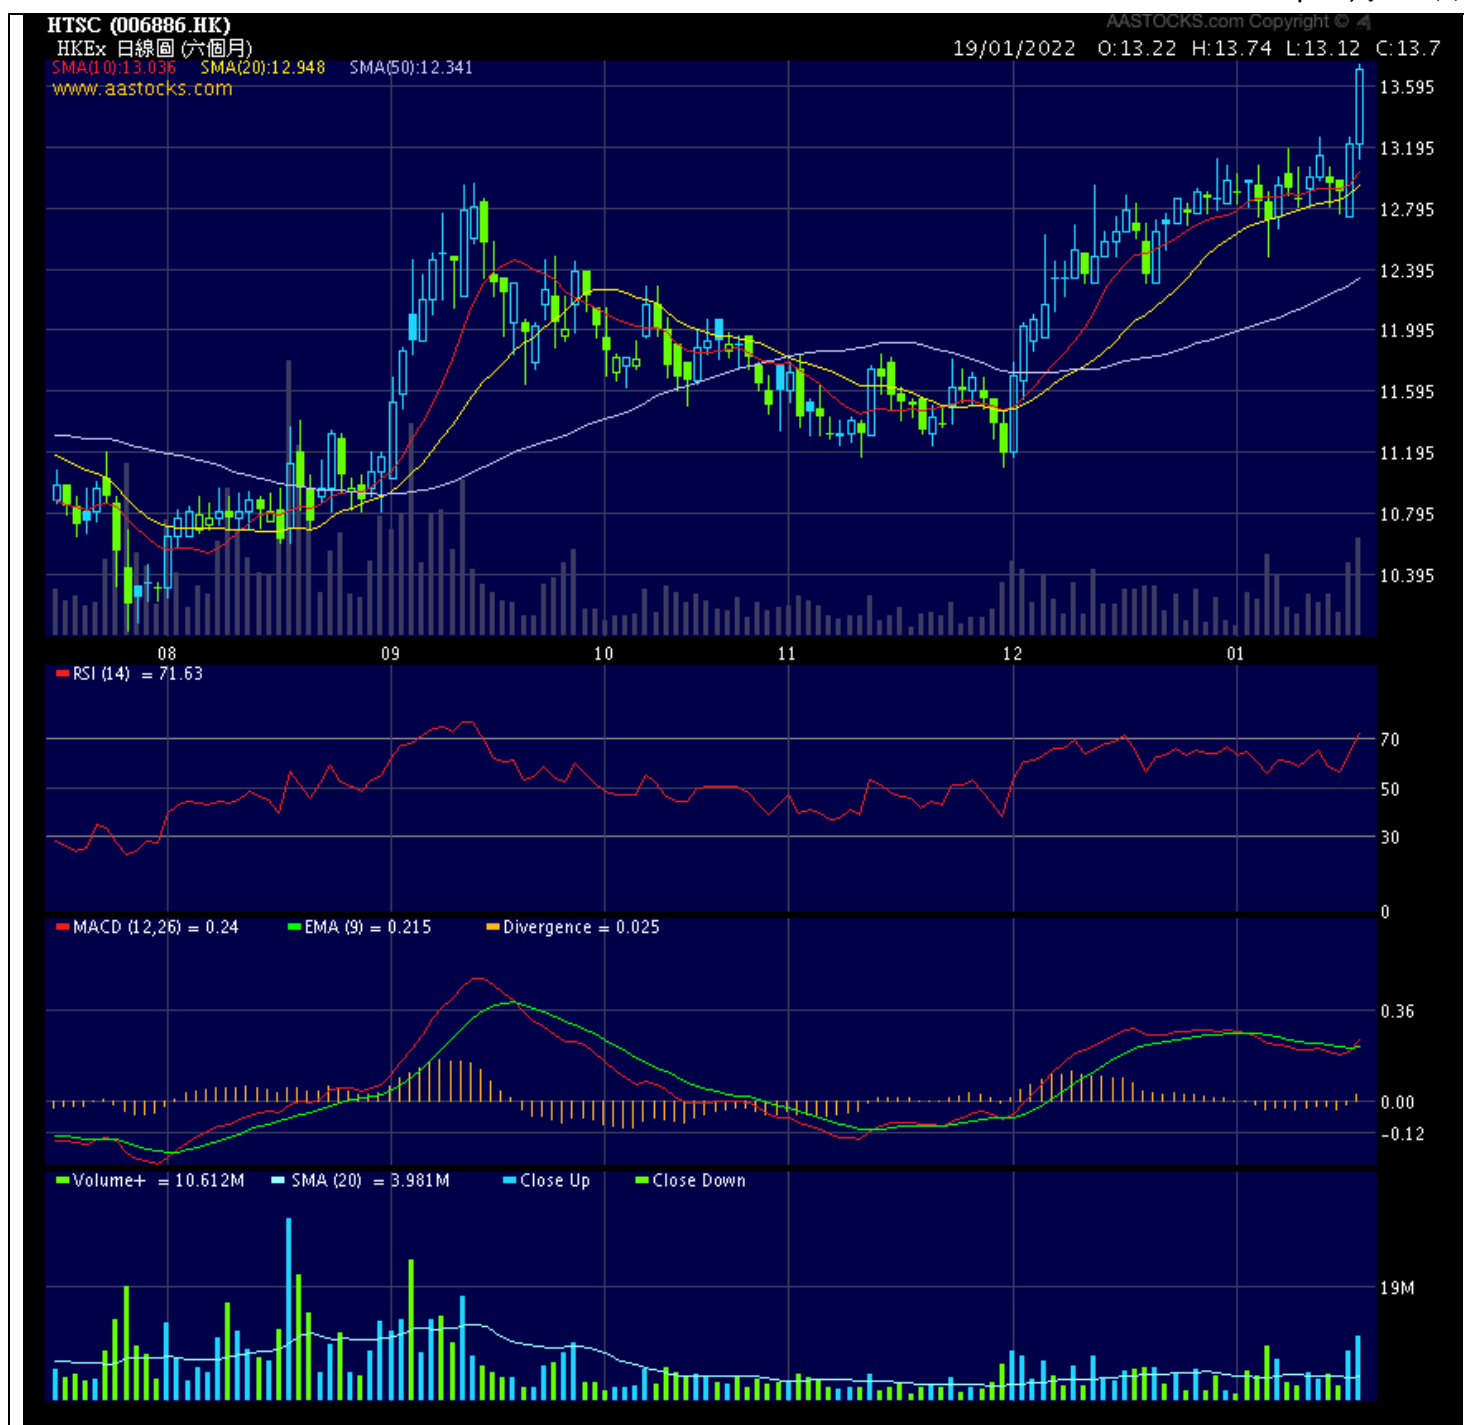 AASTOCKS.com Copyright ©
HTSC (006886.HK)
HKEx 日線圖 (六個月)
19/01/2022 O:13.22 H:13.74 L:13.12 C:13.7
SMA(10):13.036 SMA(20):12.948 SMA(50):12.341
www.aastocks.com
13.595
13.195
12.795
12.395
11.995
11.595
11.195
10.795
10.395
08 09 10 11 12 01
RSI (14) = 71.63
70
50
30
0
MACD (12,26) = 0.24 EMA (9) = 0.215 Divergence = 0.025
0.36
0.00
-0.12
Volume+ = 10.612M SMA (20) = 3.981M Close Up Close Down
19M